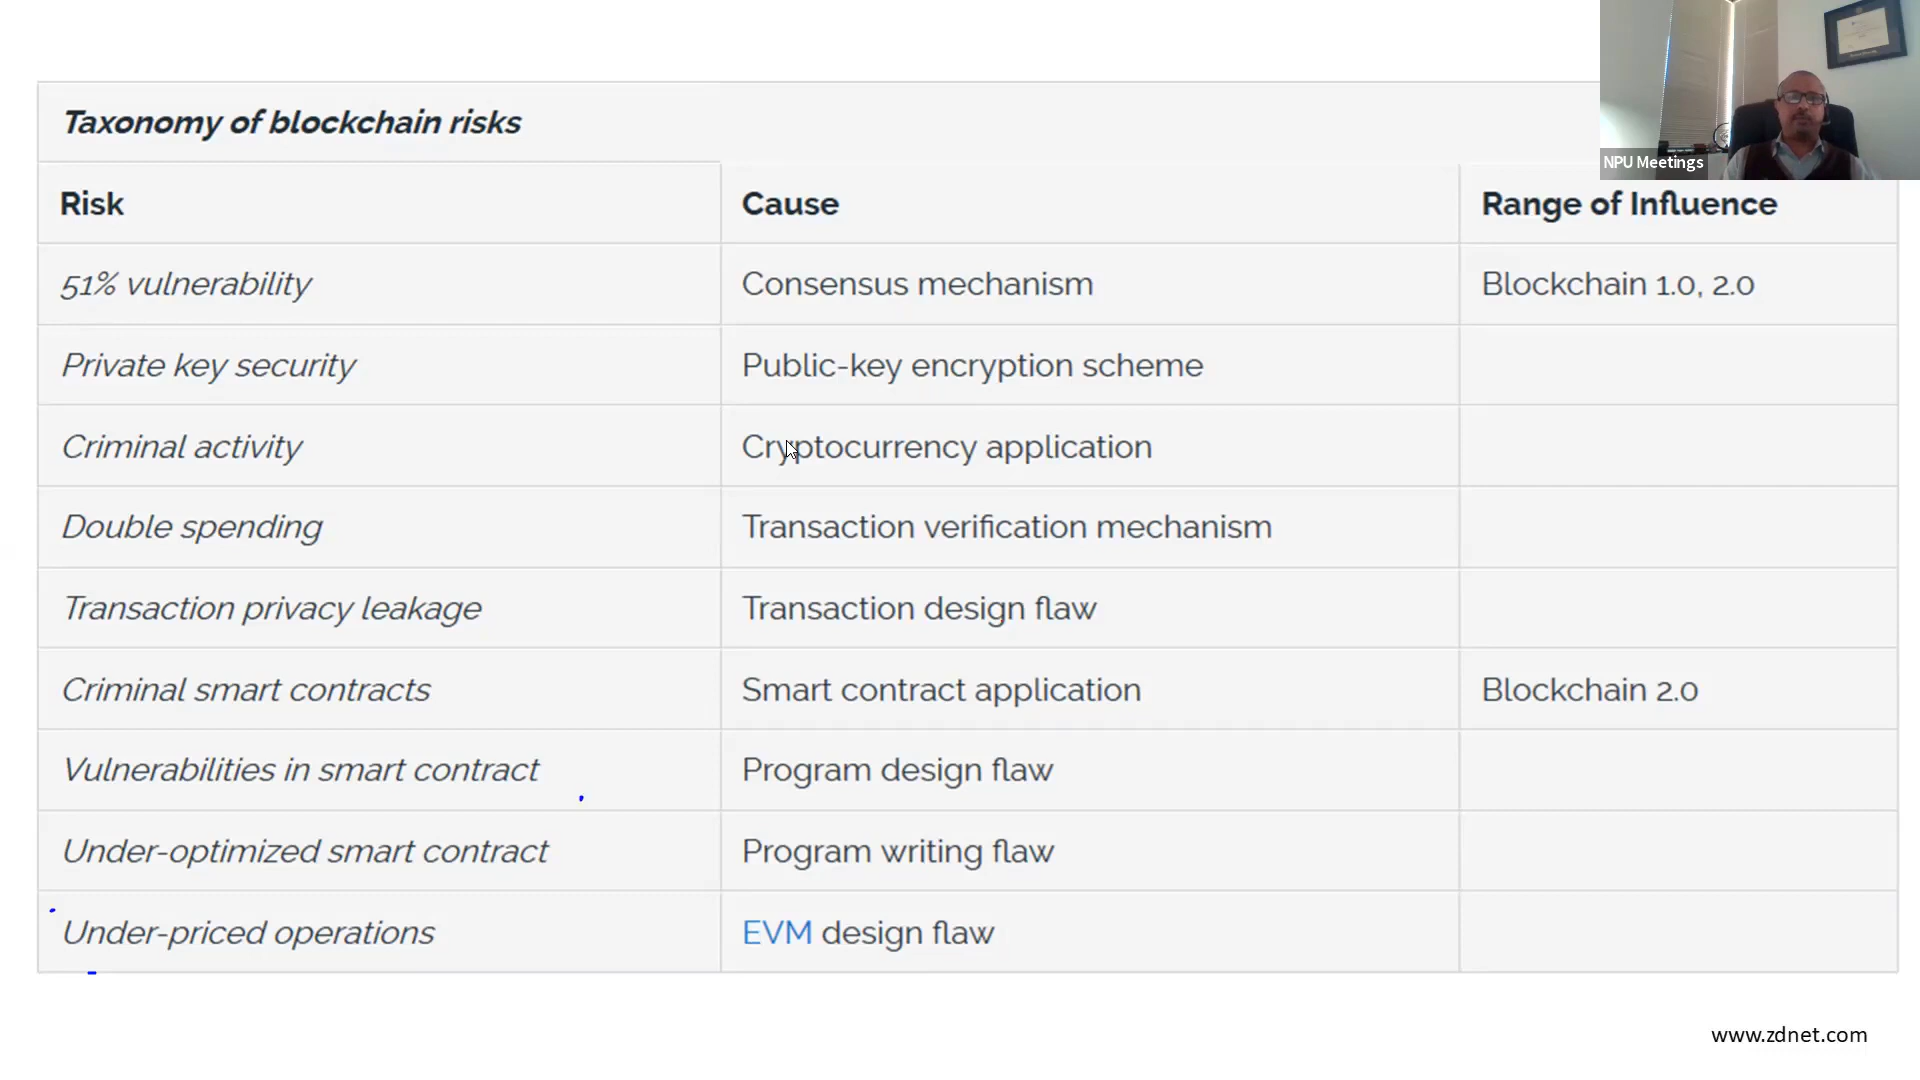 NPU Meetings
Taxonomy of blockchain risks
Risk Cause Range of Influence
51% vulnerability Consensus mechanism Blockchain 1.0, 2.0
Private key security Public-key encryption scheme
Criminal activity Cryptocurrency application
Double spending Transaction verification mechanism
Transaction privacy leakage Transaction design flaw
Criminal smart contracts Smart contract application Blockchain 2.0
Vulnerabilities in smart contract Program design flaw
Under-optimized smart contract Program writing flaw
Under-priced operations EVM design flaw
www.zdnet.com